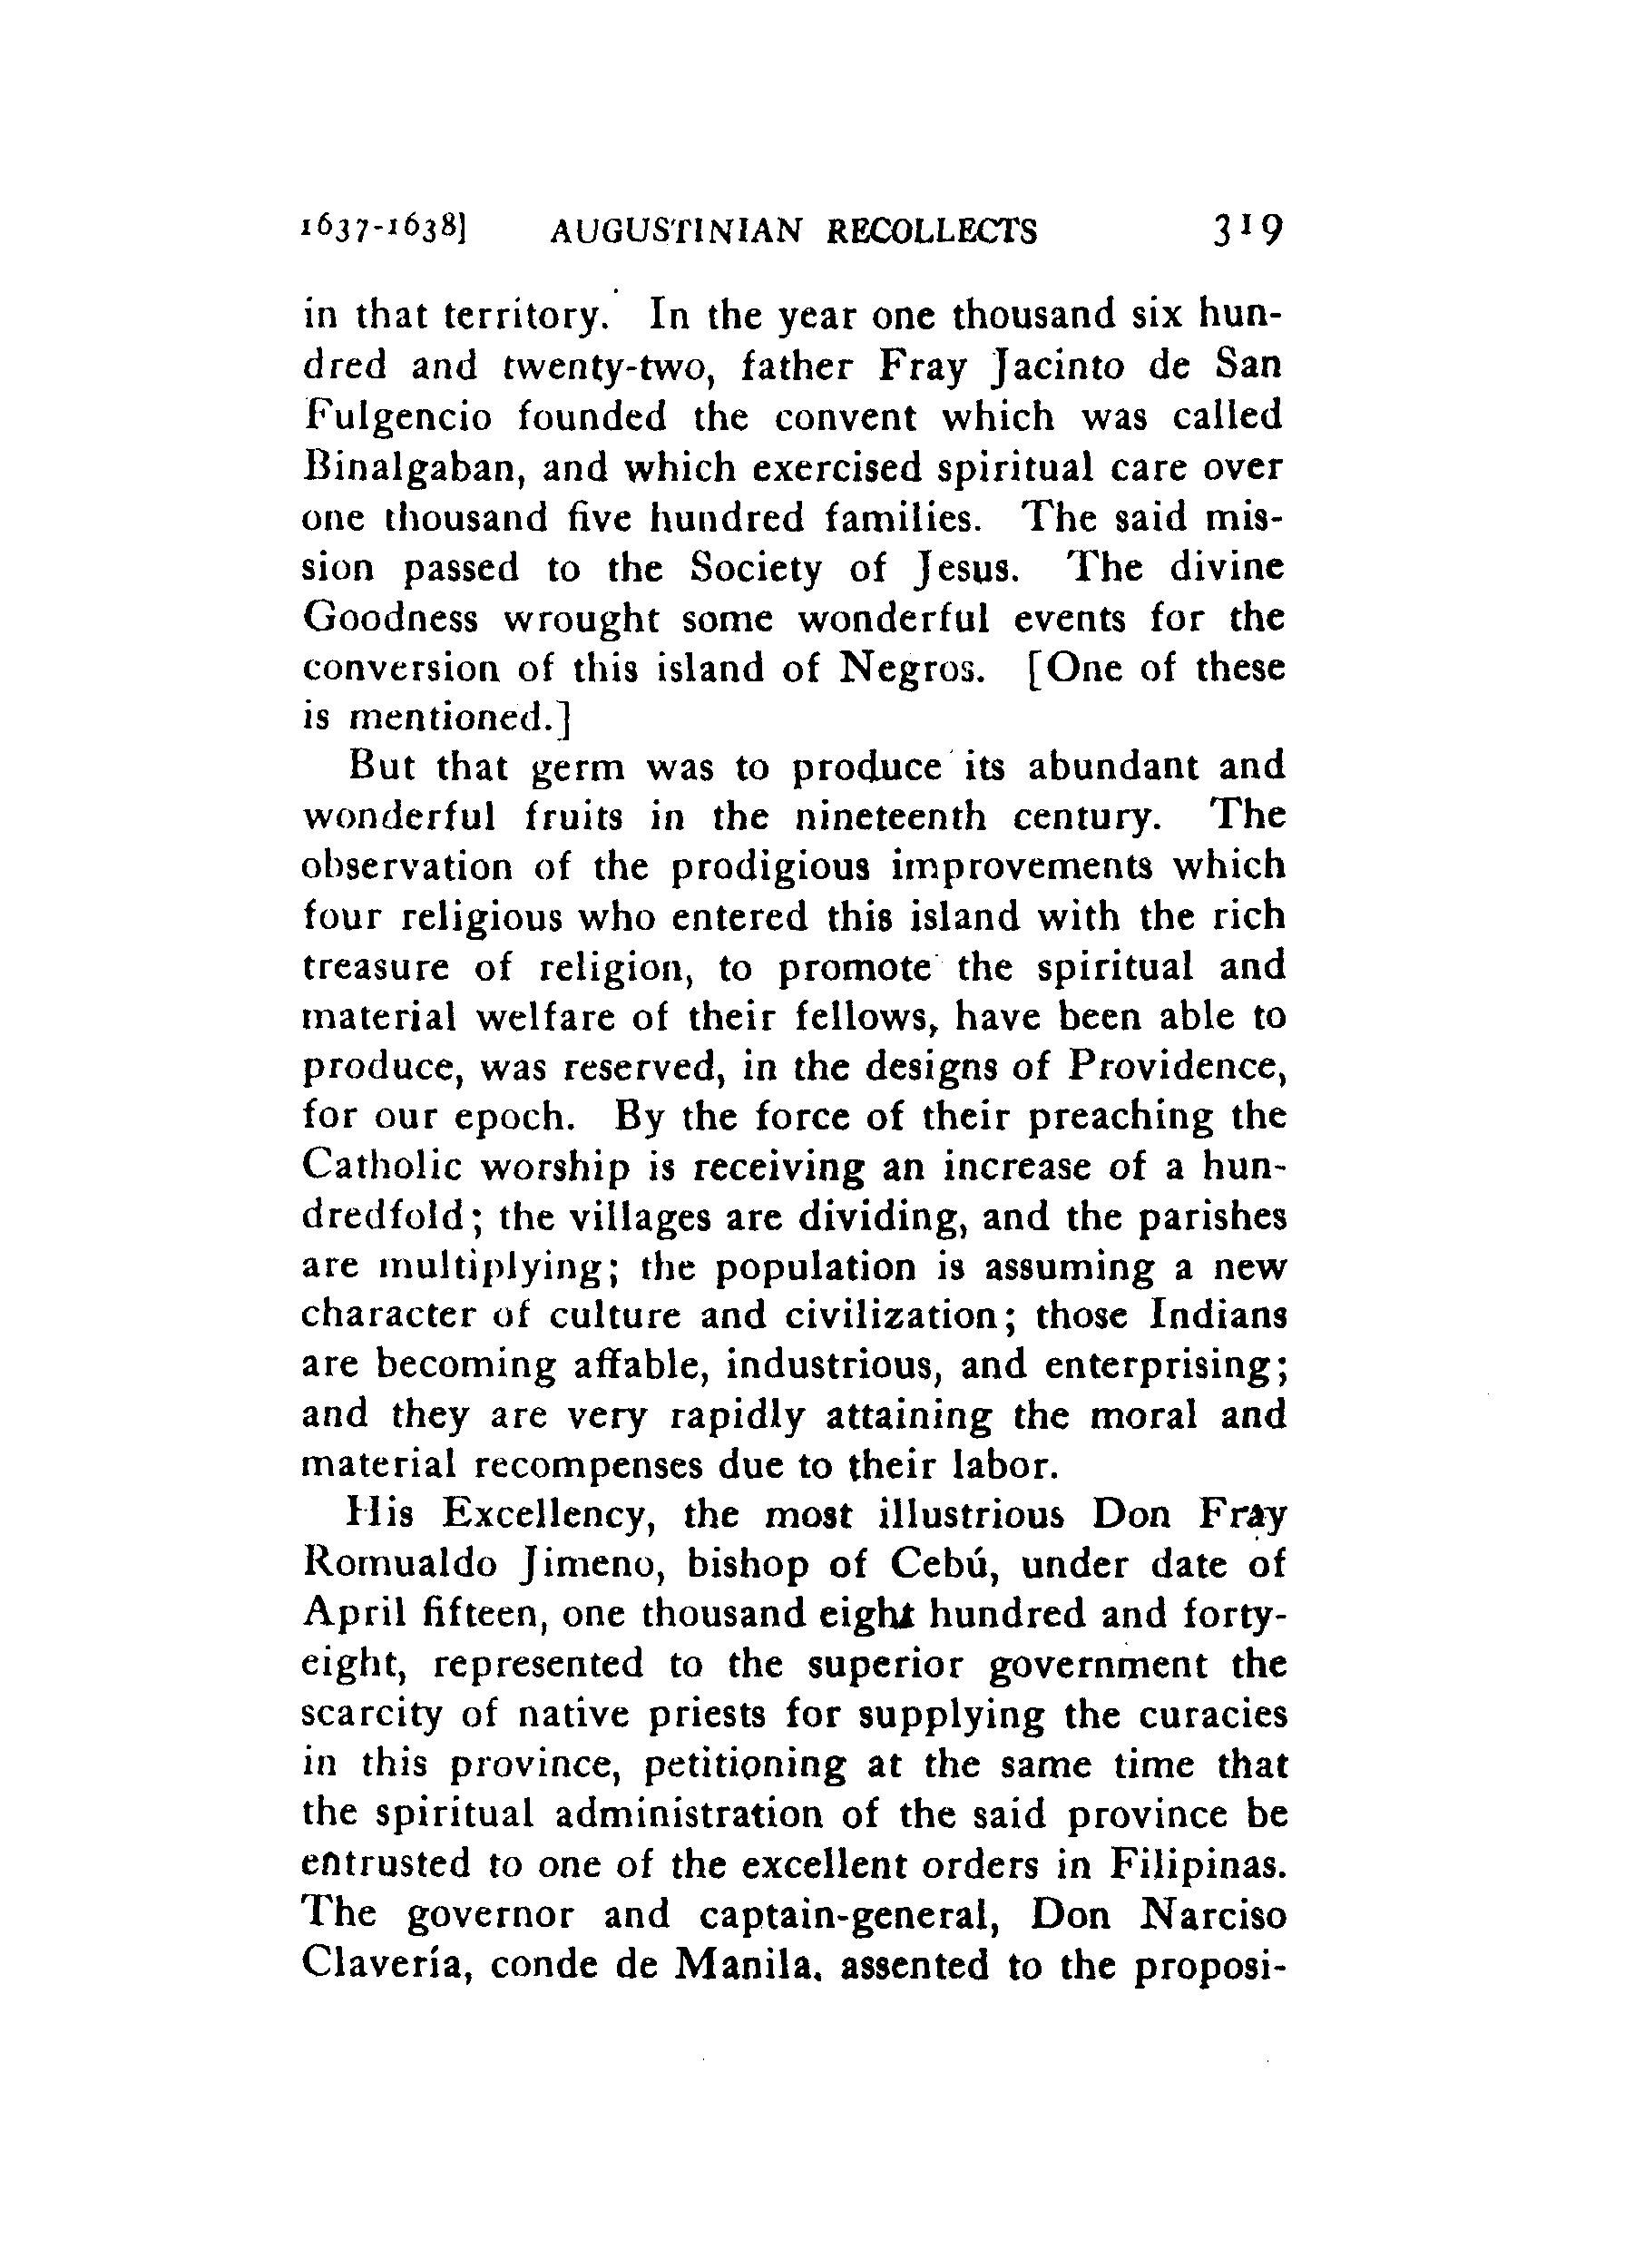 1637-1638] AUGUSTINIAN RECOLLECTS 319
in that territory. In the year one thousand six hun-
dred and twenty-two, father Fray Jacinto de San
Fulgencio founded the convent which was called
Binalgaban, and which exercised spiritual care over
one thousand five hundred families. The said mis-
sion passed to the Society of Jesus. The divine
Goodness wrought some wonderful events for the
conversion of this island of Negros. [One of these
is mentioned.]
But that germ was to produce its abundant and
wonderful fruits in the nineteenth century. The
observation of the prodigious improvements which
four religious who entered this island with the rich
treasure of religion, to promote the spiritual and
material welfare of their fellows, have been able to
produce, was reserved, in the designs of Providence,
for our epoch. By the force of their preaching the
Catholic worship is receiving an increase of a hun-
dredfold; the villages are dividing, and the parishes
are multiplying; the population is assuming a new
character of culture and civilization; those Indians
are becoming affable, industrious, and enterprising;
and they are very rapidly attaining the moral and
material recompenses due to their labor.
His Excellency, the most illustrious Don Fray
Romualdo Jimeno, bishop of Cebú, under date of
April fifteen, one thousand eight hundred and forty-
eight, represented to the superior government the
scarcity of native priests for supplying the curacies
in this province, petitioning at the same time that
the spiritual administration of the said province be
entrusted to one of the excellent orders in Filipinas.
The governor and captain-general, Don Narciso
Clavería, conde de Manila, assented to the proposi-